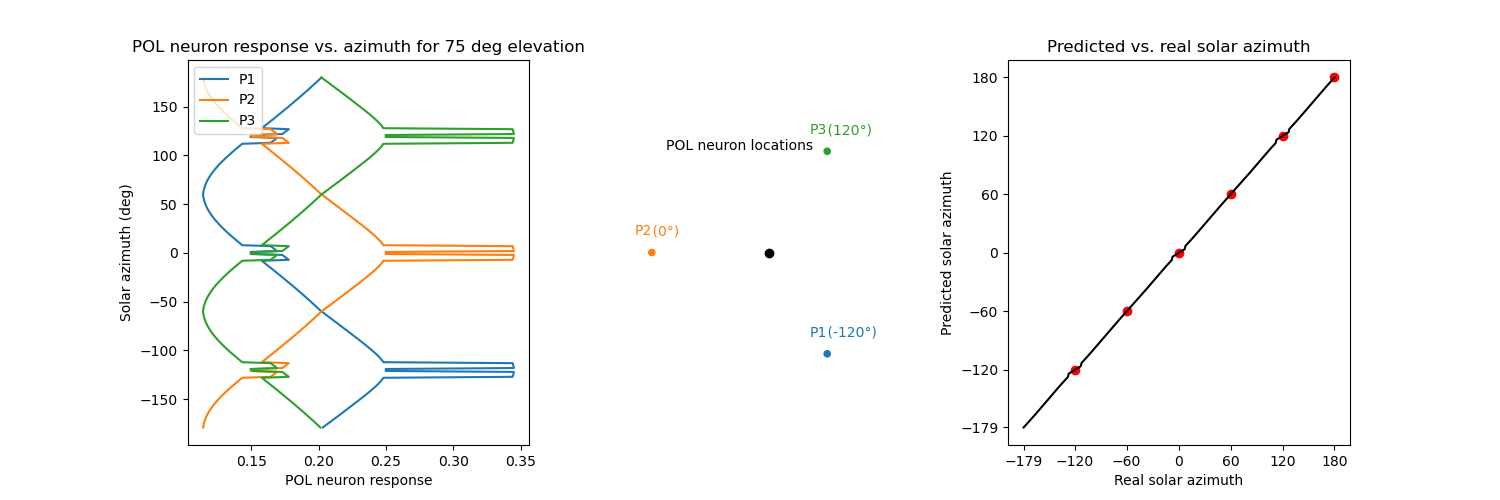 POL neuron response vs. azimuth for 75 deg elevation
P1
P2
P3
150
100
50
0
−50
−100
−150
Solar azimuth (deg)
0.15 0.20 0.25 0.30 0.35
POL neuron response
P3(120°)
POL neuron locations
P2(0°)
P1(-120°)
Predicted vs. real solar azimuth
180
120
60
0
−60
−120
−179
Predicted solar azimuth
−179 −120 −60 0 60 120 180
Real solar azimuth